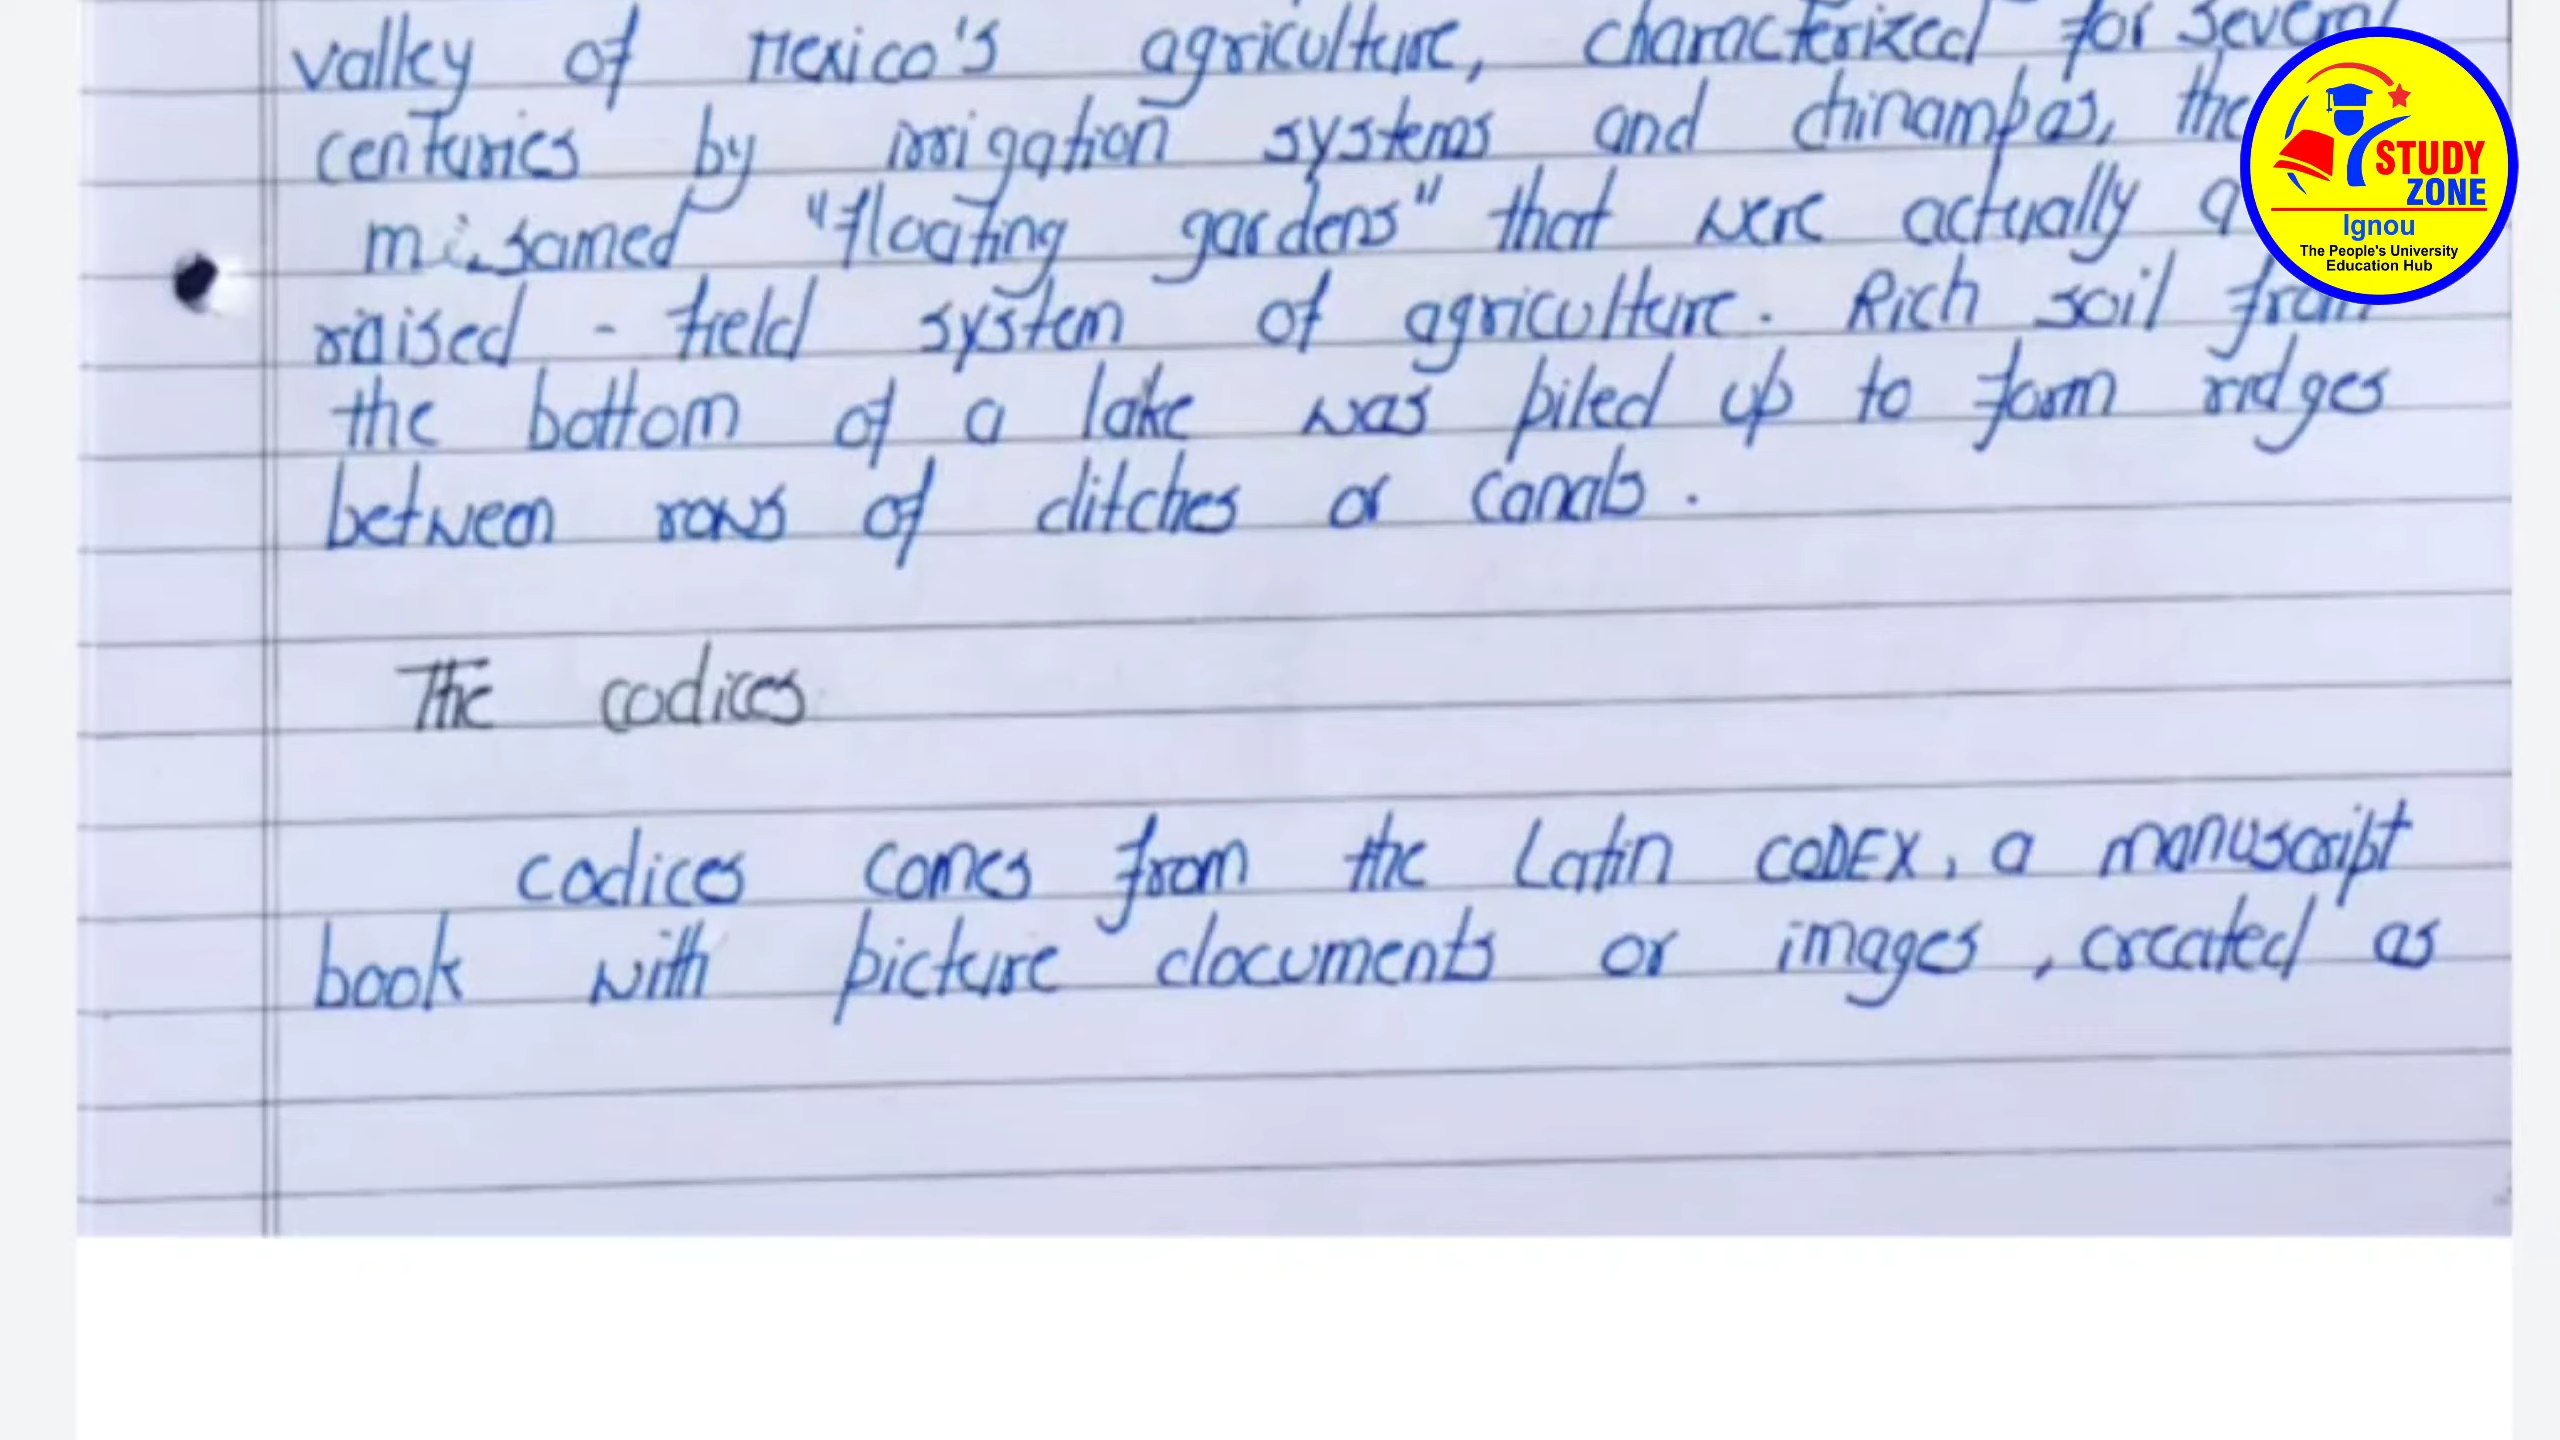 valley of Mexico's agriculture, characterized for several
centuries by irrigation systems and chinampas, the
misamed "floating gardens" that were actually a
raised - field system of agriculture. Rich soil from
the bottom of a lake was piled up to form ridges
between rows of ditches or canals.
The codices
codices comes from the Latin CODEX, a manuscript
book with picture documents or images, created as
STUDY
ZONE
Ignou
The People's University
Education Hub